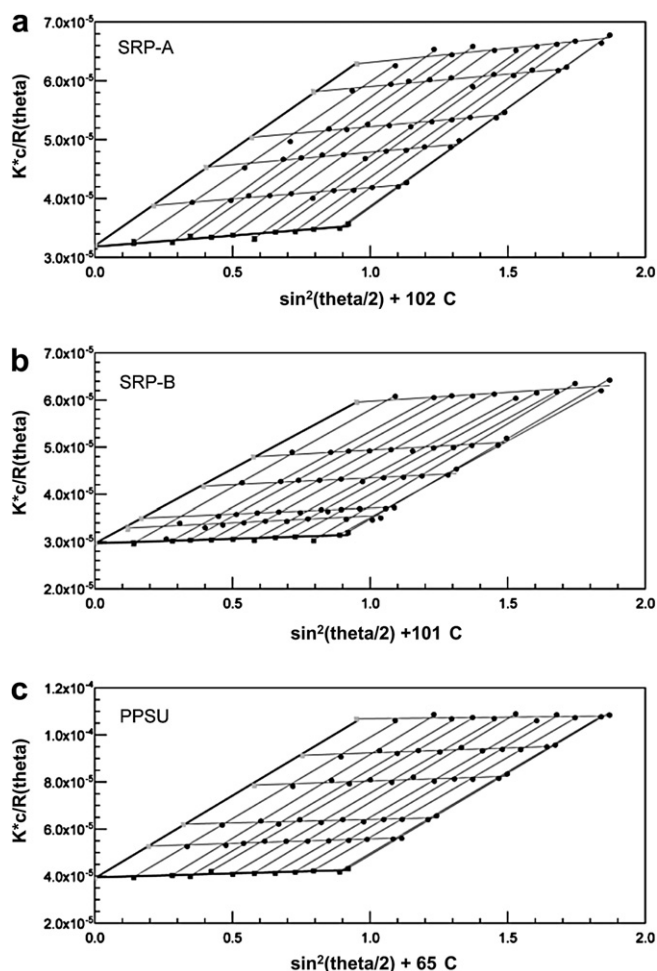 a
SRP-A
K*c/R(theta)
7.0x10⁻⁵
6.0x10⁻⁵
5.0x10⁻⁵
4.0x10⁻⁵
3.0x10⁻⁵
0.0 0.5 1.0 1.5 2.0
sin²(theta/2) + 102 C
b
SRP-B
K*c/R(theta)
7.0x10⁻⁵
6.0x10⁻⁵
5.0x10⁻⁵
4.0x10⁻⁵
3.0x10⁻⁵
2.0x10⁻⁵
0.0 0.5 1.0 1.5 2.0
sin²(theta/2) +101 C
c
PPSU
K*c/R(theta)
1.2x10⁻⁴
1.0x10⁻⁴
8.0x10⁻⁵
6.0x10⁻⁵
4.0x10⁻⁵
2.0x10⁻⁵
0.0 0.5 1.0 1.5 2.0
sin²(theta/2) + 65 C